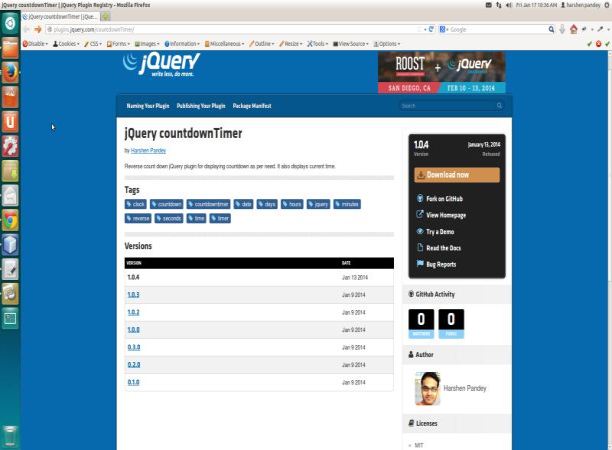 jQuery countdownTimer | jQuery Plugin Registry - Mozilla Firefox
Fri Jan 17 10:36 AM harshen pandey
jQuery countdownTimer | jQue...
plugins.jquery.com/countdownTimer/
Google
Disable Cookies CSS Forms Images Information Miscellaneous Outline Resize Tools View Source Options
jQuery
write less, do more.
ROOST + jQuery
SAN DIEGO, CA FEB 10 - 13, 2014
Naming Your Plugin Publishing Your Plugin Package Manifest Search
jQuery countdownTimer
by Harshen Pandey
Reverse count down jQuery plugin for displaying countdown as per need. It also displays current time.
Tags
clock countdown countdowntimer date days hours jquery minutes
reverse seconds time timer
Versions
VERSION DATE
1.0.4 Jan 13 2014
1.0.3 Jan 9 2014
1.0.2 Jan 9 2014
1.0.0 Jan 9 2014
0.3.0 Jan 9 2014
0.2.0 Jan 9 2014
0.1.0 Jan 9 2014
1.0.4 January 13, 2014
Version Released
Download now
Fork on GitHub
View Homepage
Try a Demo
Read the Docs
Bug Reports
GitHub Activity
0 0
WATCHERS FORKS
Author
Harshen Pandey
Licenses
MIT